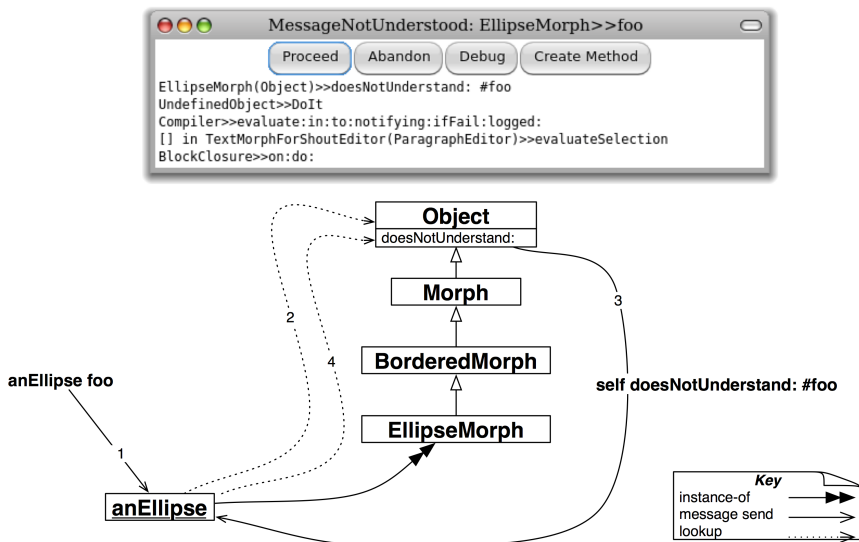 MessageNotUnderstood: EllipseMorph>>foo
Proceed Abandon Debug Create Method
EllipseMorph(Object)>>doesNotUnderstand: #foo
UndefinedObject>>DoIt
Compiler>>evaluate:in:to:notifying:ifFail:logged:
[] in TextMorphForShoutEditor(ParagraphEditor)>>evaluateSelection
BlockClosure>>on:do:
Object
doesNotUnderstand:
Morph
3
2
4
BorderedMorph
anEllipse foo
self doesNotUnderstand: #foo
EllipseMorph
1
anEllipse
Key
instance-of
message send
lookup